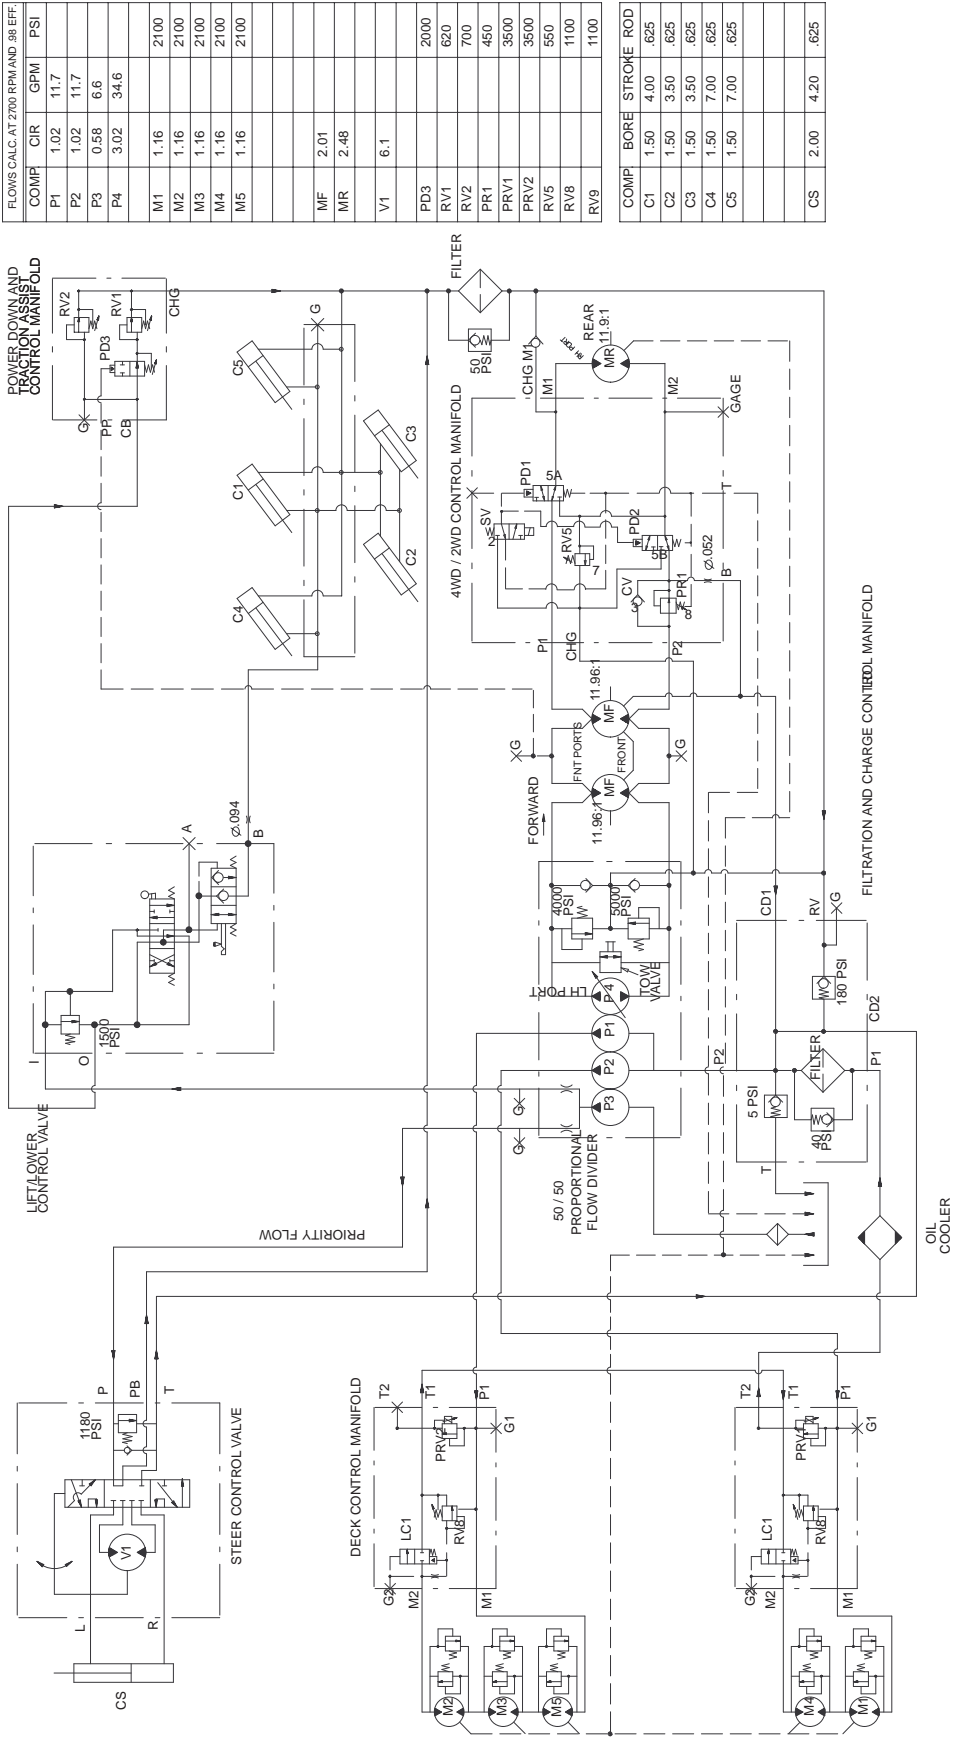 FLOWS CALC. AT 2700 RPM AND .98 EFF.
COMP. CIR GPM PSI
P1 1.02 11.7
P2 1.02 11.7
P3 0.58 6.6
P4 3.02 34.6
M1 1.16 2100
M2 1.16 2100
M3 1.16 2100
M4 1.16 2100
M5 1.16 2100
MF 2.01
MR 2.48
V1 6.1
PD3 2000
RV1 620
RV2 700
PR1 450
PRV1 3500
PRV2 3500
RV5 550
RV8 1100
RV9 1100
COMP. BORE STROKE ROD
C1 1.50 4.00 .625
C2 1.50 3.50 .625
C3 1.50 3.50 .625
C4 1.50 7.00 .625
C5 1.50 7.00 .625
CS 2.00 4.20 .625
POWER DOWN AND
TRACTION ASSIST
CONTROL MANIFOLD
RV2
RV1
PD3
CHG
G
PP
CB
C5
C1
C4
C3
C2
G
FILTER
50
PSI
CHG M1
M1
M2
RH PORT
MR
REAR
11.9:1
GAGE
4WD / 2WD CONTROL MANIFOLD
PD1
5A
SV
2
RV5
7
PD2
5B
CV
3
PR1
8
Ø.052
T
B
P1
CHG
P2
11.96:1
MF
G
FNT PORTS
FRONT
G
MF
11.96:1
FORWARD
LIFT/LOWER
CONTROL VALVE
I
O
1500
PSI
A
Ø.094
B
4000
PSI
5000
PSI
TOW
VALVE
LH PORT
P4
P1
P2
P3
P2
G
G
50 / 50
PROPORTIONAL
FLOW DIVIDER
FILTRATION AND CHARGE CONTROL MANIFOLD
CD1
RV
G
180 PSI
CD2
FILTER
P1
5 PSI
40
PSI
T
OIL
COOLER
PRIORITY FLOW
STEER CONTROL VALVE
P
PB
T
1180
PSI
V1
L
R
CS
DECK CONTROL MANIFOLD
T2
T1
P1
G1
PRV2
RV8
LC1
G2
M2
M1
M2
M3
M5
T2
T1
P1
G1
PRV1
LC1
G2
M2
M1
M4
M1